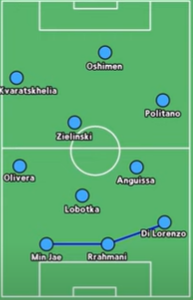 Oshimen
Kvaratskhelia
Politano
Zielinski
Olivera
Anguissa
Lobotka
Di Lorenzo
Min Jae
Rrahmani